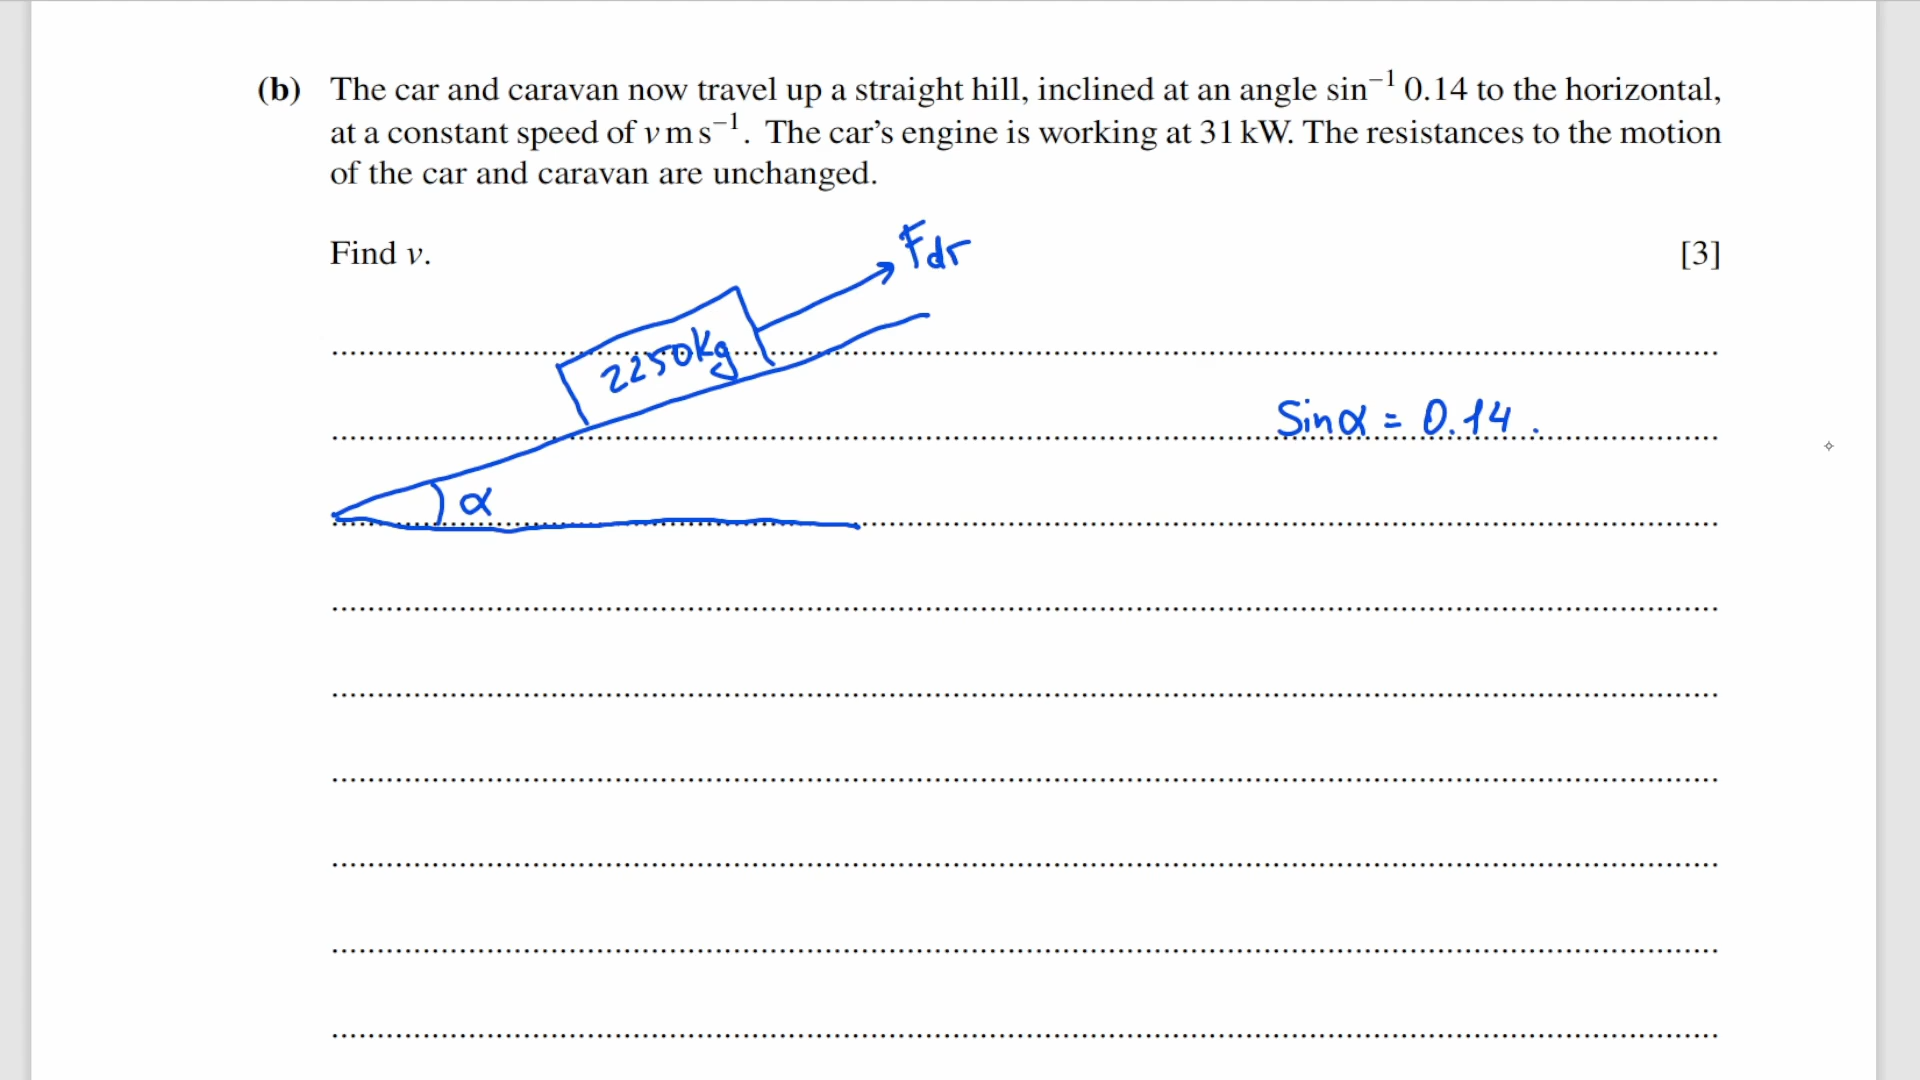 (b) The car and caravan now travel up a straight hill, inclined at an angle sin⁻¹ 0.14 to the horizontal,
at a constant speed of v m s⁻¹. The car's engine is working at 31 kW. The resistances to the motion
of the car and caravan are unchanged.
Find v. [3]
Fdr
2250kg
Sinα = 0.14.
α